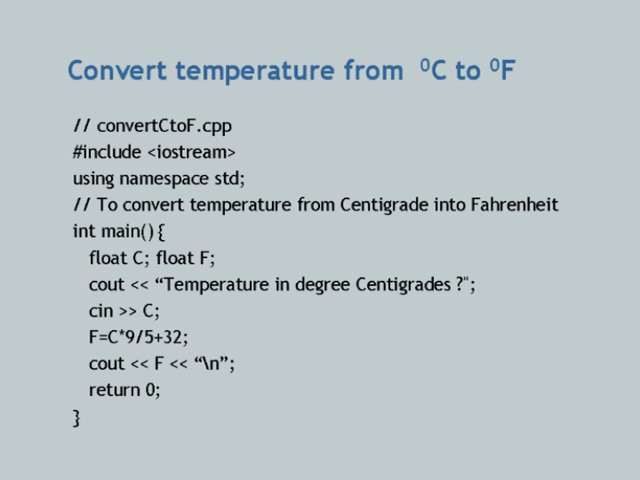 Convert temperature from ⁰C to ⁰F
// convertCtoF.cpp
#include <iostream>
using namespace std;
// To convert temperature from Centigrade into Fahrenheit
int main() {
float C; float F;
cout << “Temperature in degree Centigrades ?";
cin >> C;
F=C*9/5+32;
cout << F << “\n”;
return 0;
}